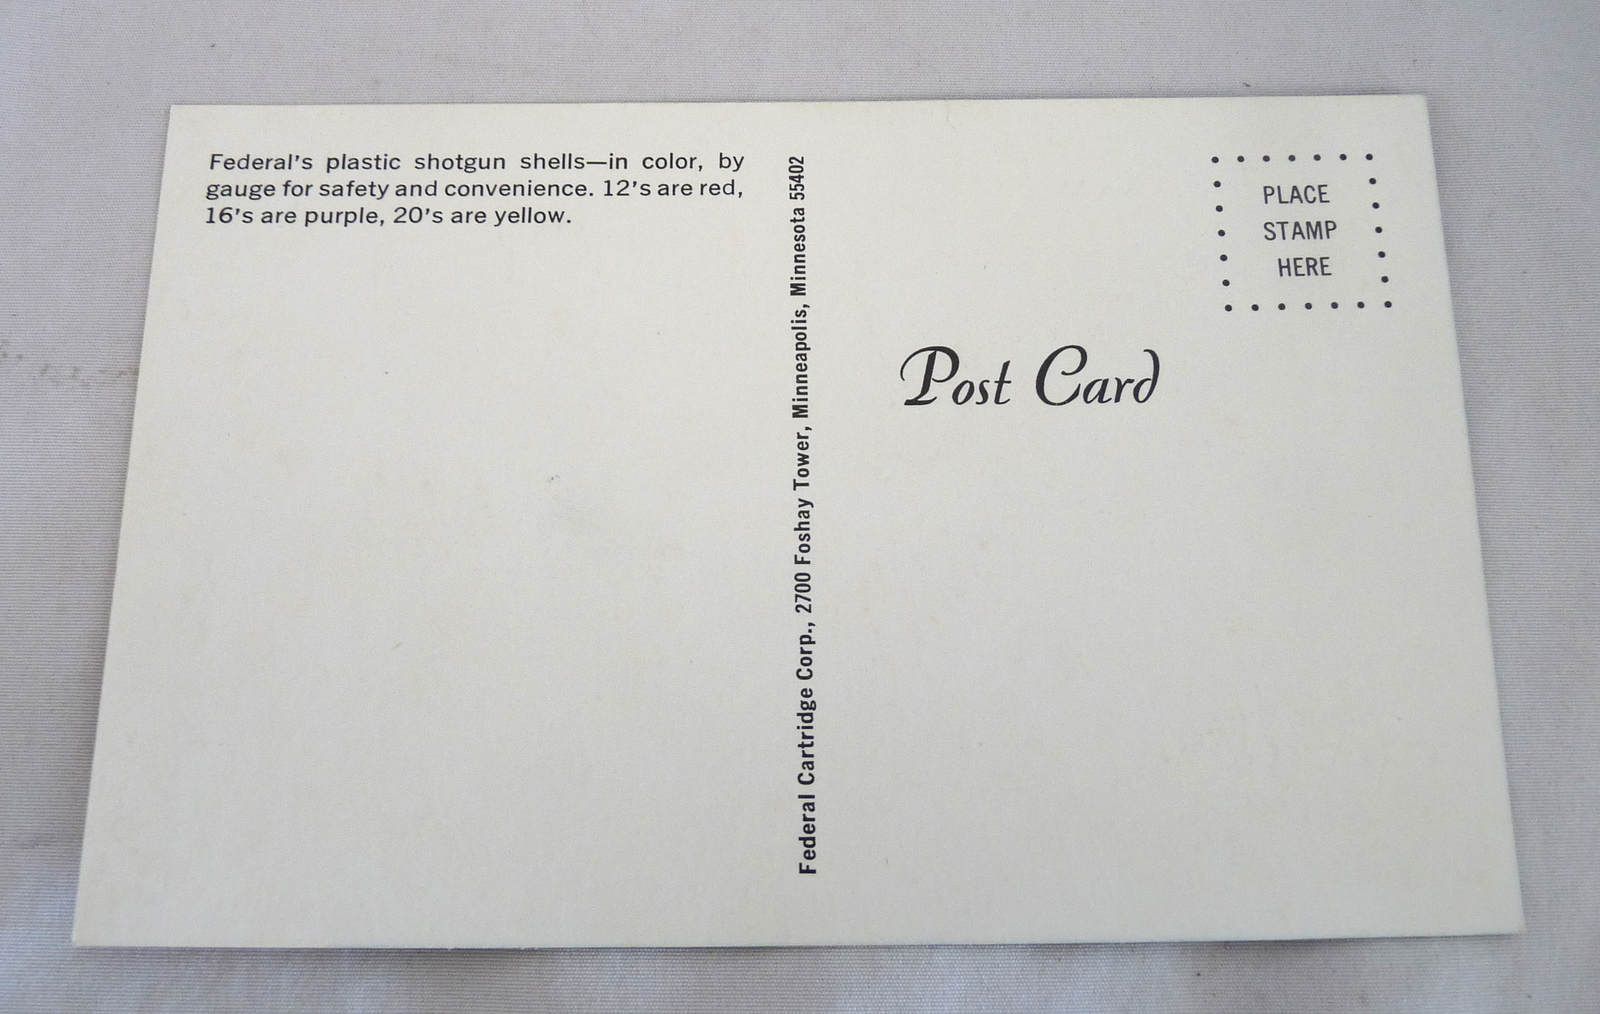 Federal's plastic shotgun shells—in color, by
gauge for safety and convenience. 12's are red,
16's are purple, 20's are yellow.
Federal Cartridge Corp., 2700 Foshay Tower, Minneapolis, Minnesota 55402
PLACE
STAMP
HERE
Post Card